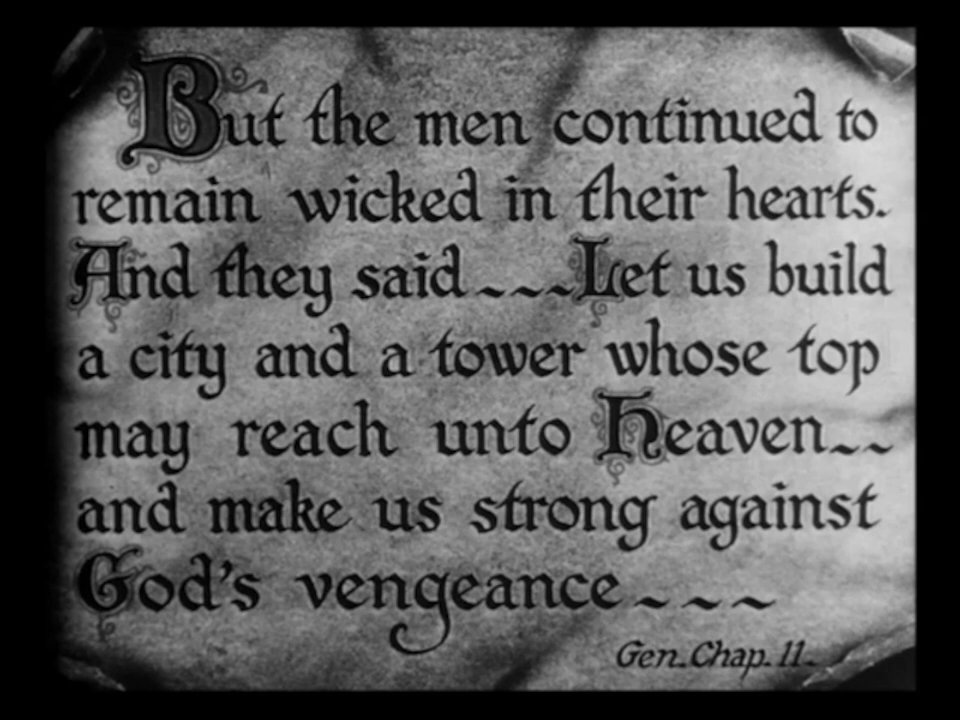 But the men continued to
remain wicked in their hearts.
And they said ~~~ Let us build
a city and a tower whose top
may reach unto Heaven~~
and make us strong against
God's vengeance ~~~
Gen. Chap. 11.